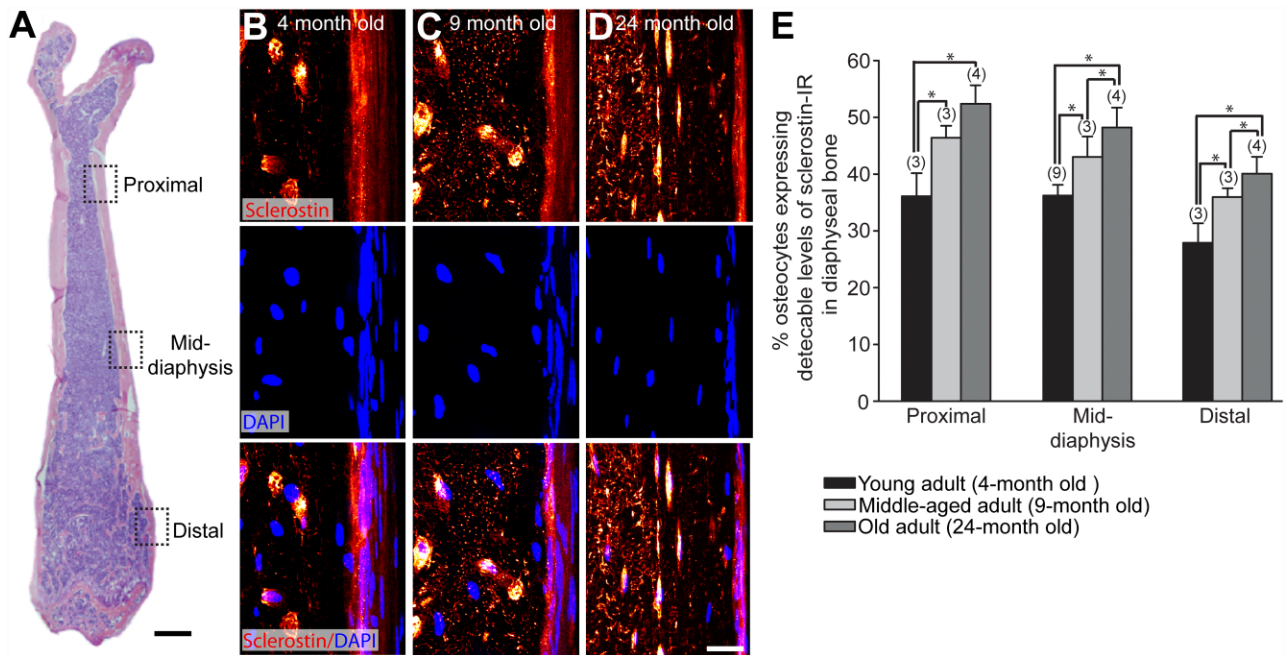 A
Proximal
Mid-
diaphysis
Distal
B 4 month old
Sclerostin
DAPI
Sclerostin/DAPI
C 9 month old
D 24 month old
E
% osteocytes expressing
detecable levels of sclerostin-IR
in diaphyseal bone
60
50
40
30
20
10
0
(3)
(3)
(4)
*
*
(9)
(3)
(4)
*
*
*
(3)
(3)
(4)
*
*
*
Proximal
Mid-
diaphysis
Distal
Young adult (4-month old )
Middle-aged adult (9-month old)
Old adult (24-month old)